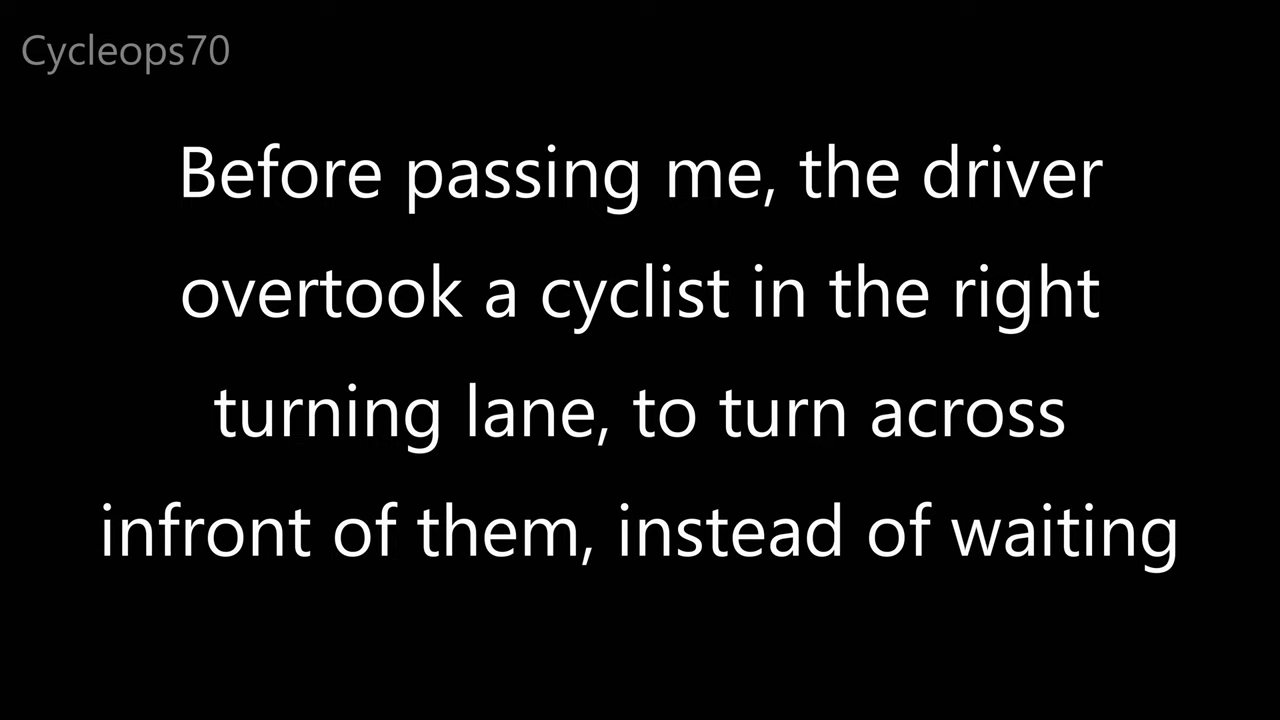 Cycleops70
Before passing me, the driver
overtook a cyclist in the right
turning lane, to turn across
infront of them, instead of waiting